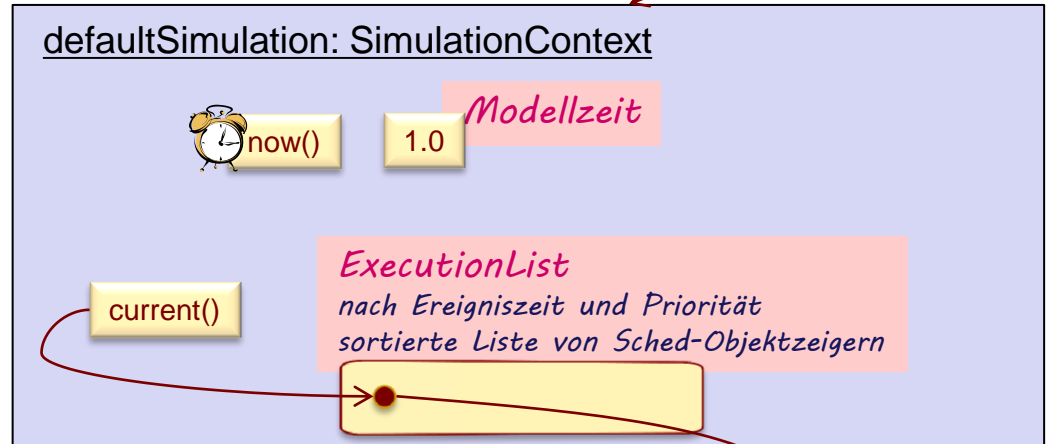 defaultSimulation: SimulationContext
Modellzeit
now()
1.0
ExecutionList
nach Ereigniszeit und Priorität
current()
sortierte Liste von Sched-Objektzeigern